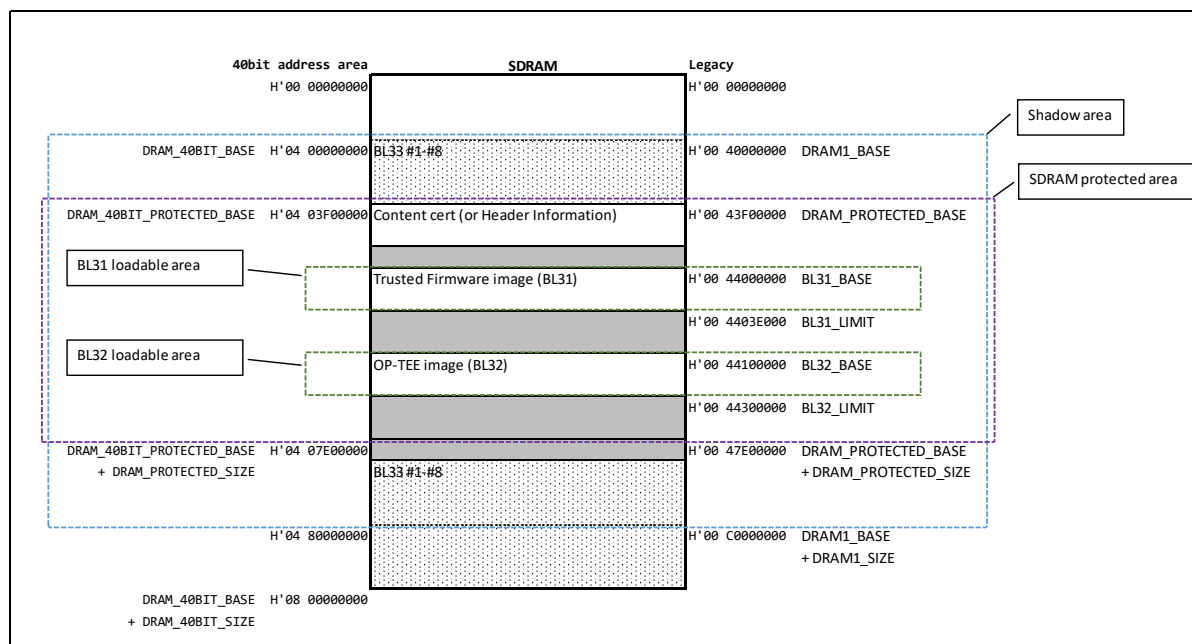 40bit address area SDRAM Legacy
H'00 00000000 H'00 00000000
Shadow area
DRAM_40BIT_BASE H'04 00000000 BL33 #1-#8 H'00 40000000 DRAM1_BASE
SDRAM protected area
DRAM_40BIT_PROTECTED_BASE H'04 03F00000 Content cert (or Header Information) H'00 43F00000 DRAM_PROTECTED_BASE
BL31 loadable area
Trusted Firmware image (BL31) H'00 44000000 BL31_BASE
H'00 4403E000 BL31_LIMIT
BL32 loadable area
OP-TEE image (BL32) H'00 44100000 BL32_BASE
H'00 44300000 BL32_LIMIT
DRAM_40BIT_PROTECTED_BASE H'04 07E00000 H'00 47E00000 DRAM_PROTECTED_BASE
+ DRAM_PROTECTED_SIZE BL33 #1-#8 + DRAM_PROTECTED_SIZE
H'04 80000000 H'00 C0000000 DRAM1_BASE
+ DRAM1_SIZE
DRAM_40BIT_BASE H'08 00000000
+ DRAM_40BIT_SIZE